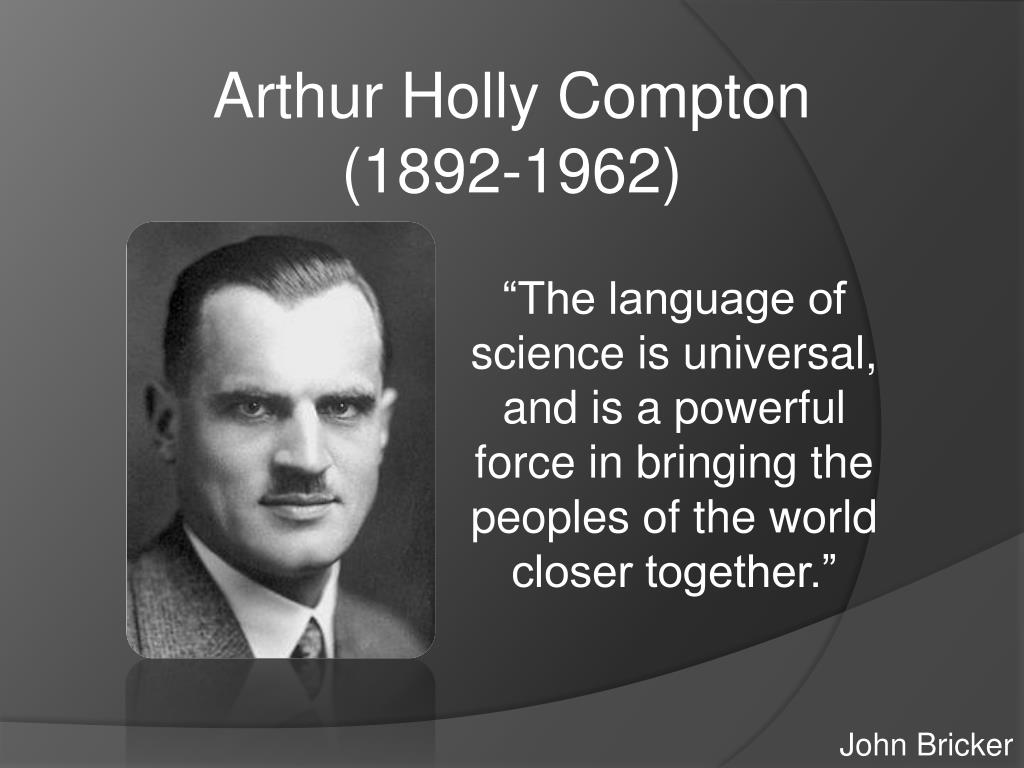 Arthur Holly Compton
(1892-1962)
“The language of
science is universal,
and is a powerful
force in bringing the
peoples of the world
closer together.”
John Bricker